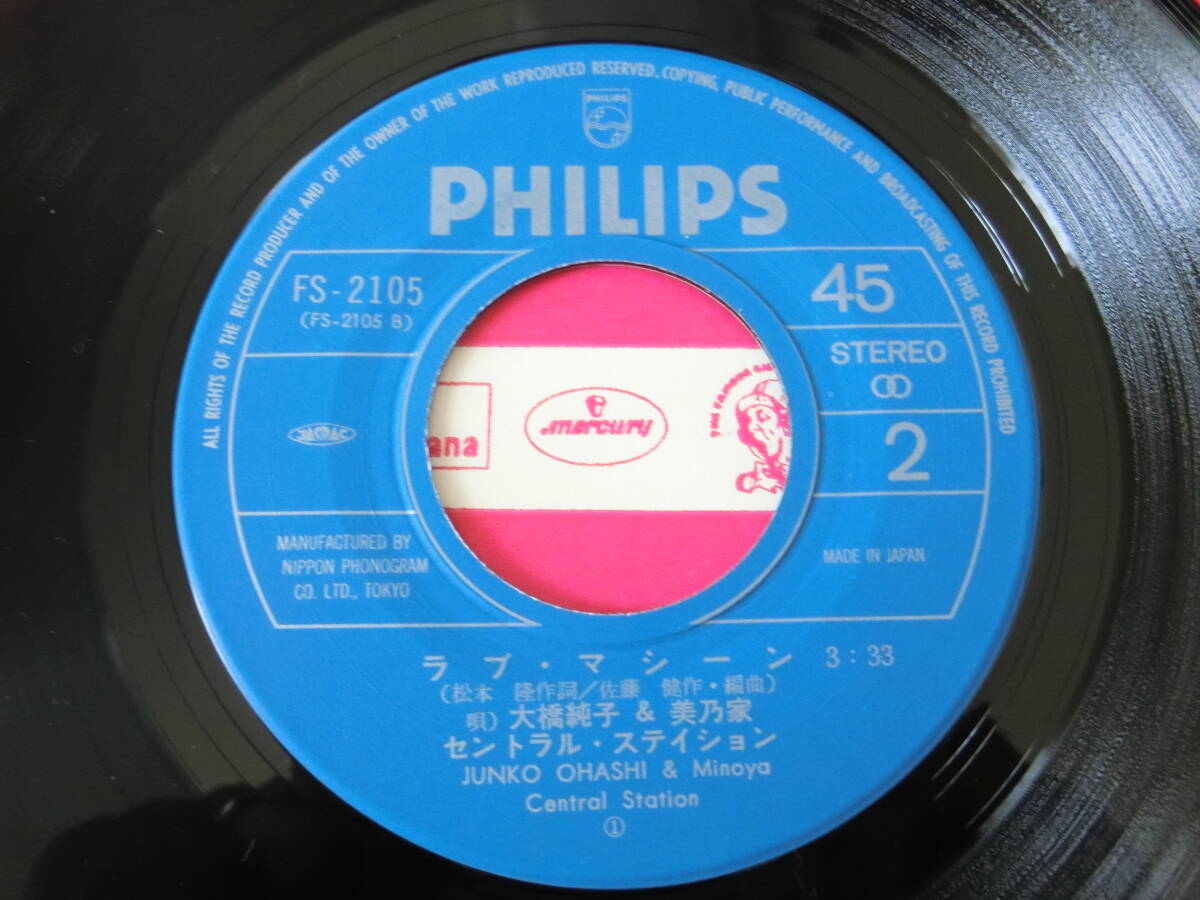 ALL RIGHTS OF THE RECORD PRODUCER AND OF THE OWNER OF THE WORK REPRODUCED RESERVED. COPYING, PUBLIC PERFORMANCE AND BROADCASTING OF THIS RECORD PROHIBITED
PHILIPS
PHILIPS
FS-2105
(FS-2105 B)
45
STEREO
2
JASRAC
ana
mercury
MANUFACTURED BY
NIPPON PHONOGRAM
CO. LTD., TOKYO
MADE IN JAPAN
ラブ・マシーン 3:33
(松本 隆作詞/佐藤 健作・編曲)
唄) 大橋純子 & 美乃家
セントラル・ステイション
JUNKO OHASHI & Minoya
Central Station
①